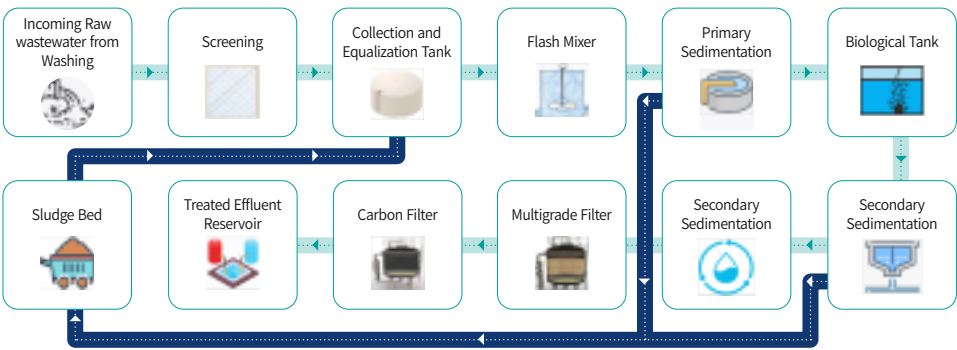 Incoming Raw
wastewater from
Washing
Screening
Collection and
Equalization Tank
Flash Mixer
Primary
Sedimentation
Biological Tank
Sludge Bed
Treated Effluent
Reservoir
Carbon Filter
Multigrade Filter
Secondary
Sedimentation
Secondary
Sedimentation